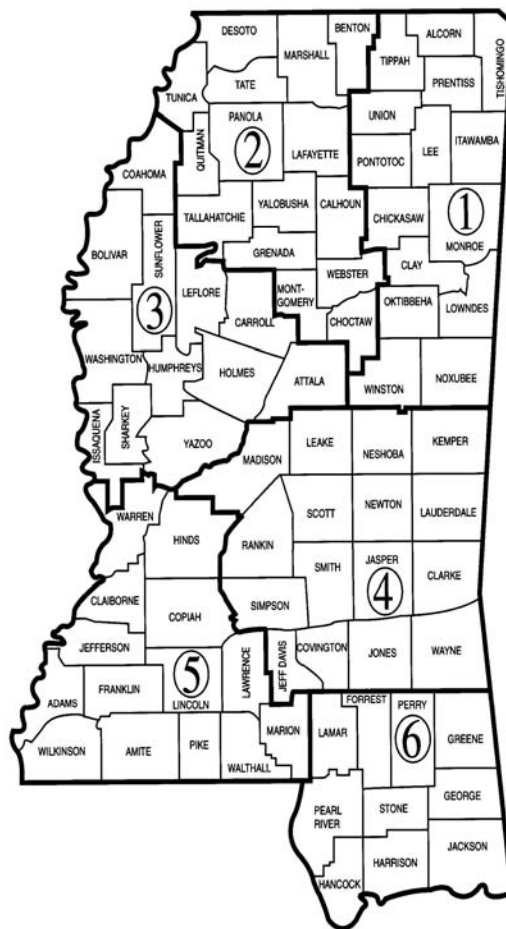 DESOTO
BENTON
ALCORN
TISHOMINGO
MARSHALL
TIPPAH
TATE
PRENTISS
TUNICA
PANOLA
UNION
QUITMAN
2
LAFAYETTE
LEE
ITAWAMBA
PONTOTOC
COAHOMA
TALLAHATCHIE
YALOBUSHA
CALHOUN
CHICKASAW
1
MONROE
BOLIVAR
SUNFLOWER
GRENADA
CLAY
WEBSTER
LEFLORE
MONT-
GOMERY
OKTIBBEHA
LOWNDES
3
CARROLL
CHOCTAW
WASHINGTON
HUMPHREYS
HOLMES
ATTALA
WINSTON
NOXUBEE
ISSAQUENA
SHARKEY
YAZOO
MADISON
LEAKE
NESHOBA
KEMPER
WARREN
HINDS
RANKIN
SCOTT
NEWTON
LAUDERDALE
SMITH
JASPER
4
CLARKE
CLAIBORNE
COPIAH
SIMPSON
JEFFERSON
LAWRENCE
JEFF DAVIS
COVINGTON
JONES
WAYNE
ADAMS
FRANKLIN
5
LINCOLN
WILKINSON
AMITE
PIKE
WALTHALL
MARION
LAMAR
FORREST
PERRY
6
GREENE
PEARL
RIVER
STONE
GEORGE
HANCOCK
HARRISON
JACKSON